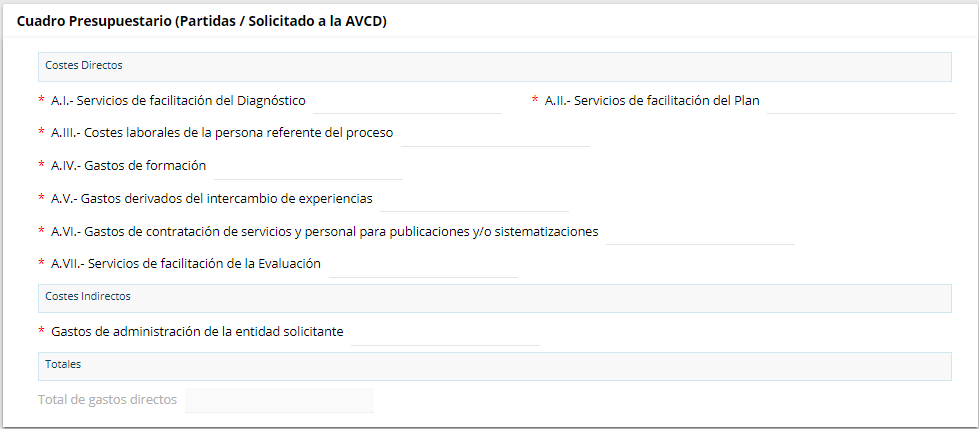 Cuadro Presupuestario (Partidas / Solicitado a la AVCD)
Costes Directos
* A.I.- Servicios de facilitación del Diagnóstico
* A.II.- Servicios de facilitación del Plan
* A.III.- Costes laborales de la persona referente del proceso
* A.IV.- Gastos de formación
* A.V.- Gastos derivados del intercambio de experiencias
* A.VI.- Gastos de contratación de servicios y personal para publicaciones y/o sistematizaciones
* A.VII.- Servicios de facilitación de la Evaluación
Costes Indirectos
* Gastos de administración de la entidad solicitante
Totales
Total de gastos directos